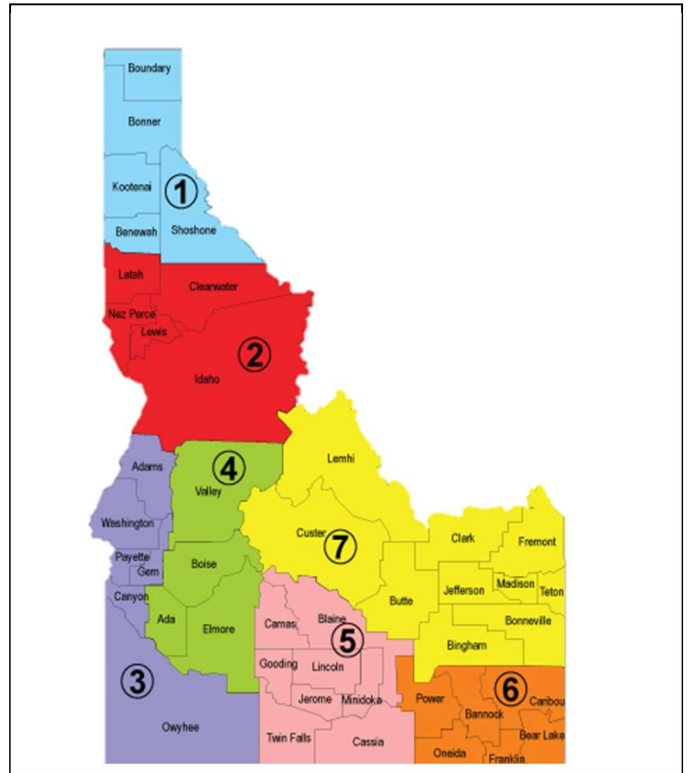 Boundary
Bonner
Kootenai
1
Benewah
Shoshone
Latah
Clearwater
Nez Perce
Lewis
2
Idaho
Adams
4
Valley
Lemhi
Washington
Custer
7
Clark
Fremont
Payette
Gem
Boise
Canyon
Butte
Jefferson
Madison
Teton
Ada
Elmore
Camas
Blaine
5
Bonneville
Bingham
Gooding
Lincoln
3
Jerome
Minidoka
Power
6
Caribou
Bannock
Owyhee
Twin Falls
Cassia
Bear Lake
Oneida
Franklin